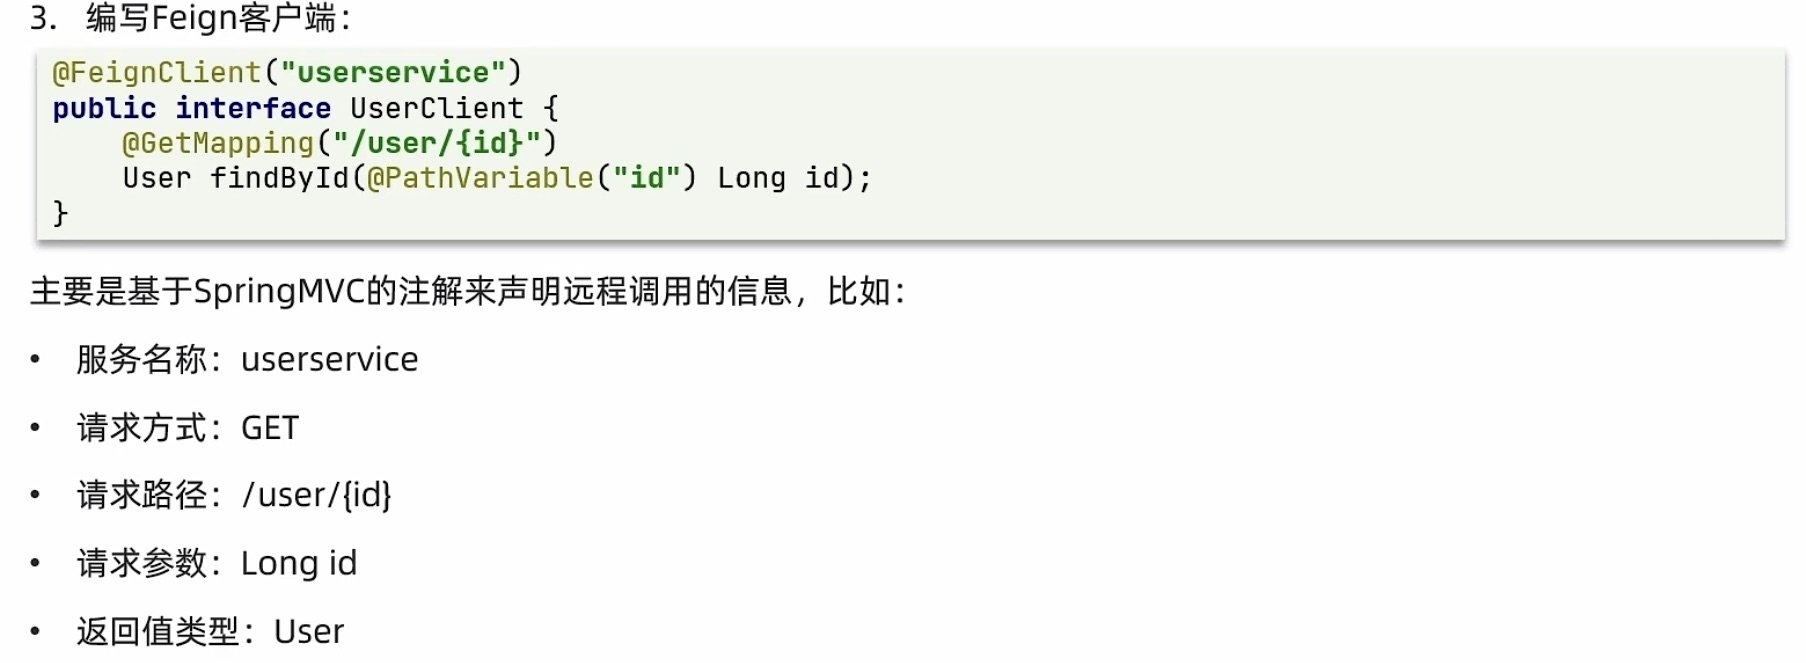 3. 编写Feign客户端：
@FeignClient("userservice")
public interface UserClient {
    @GetMapping("/user/{id}")
    User findById(@PathVariable("id") Long id);
}
主要是基于SpringMVC的注解来声明远程调用的信息，比如：
• 服务名称：userservice
• 请求方式：GET
• 请求路径：/user/{id}
• 请求参数：Long id
• 返回值类型：User